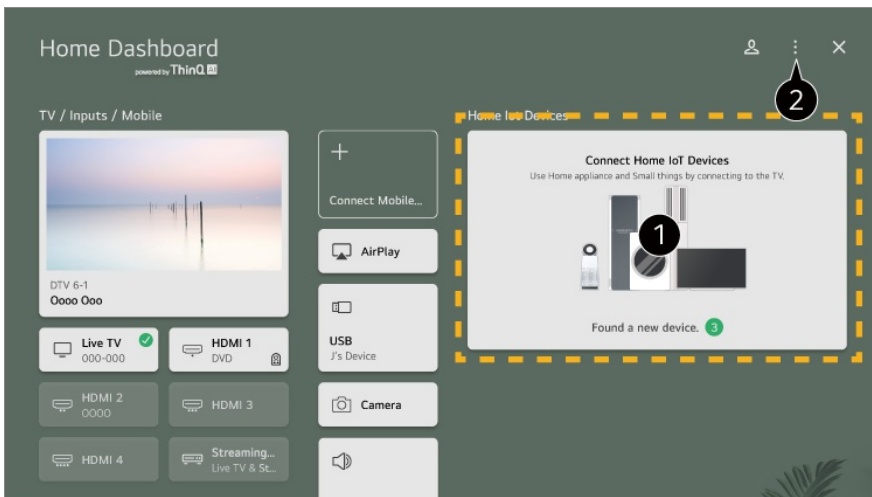 Home Dashboard
powered by ThinQ AI
2
TV / Inputs / Mobile
Home Iot Devices
DTV 6-1
Oooo Ooo
Live TV
000-000
HDMI 1
DVD
HDMI 2
0000
HDMI 3
HDMI 4
Streaming...
Live TV & St...
Connect Mobile...
AirPlay
USB
J's Device
Camera
Connect Home IoT Devices
Use Home appliance and Small things by connecting to the TV.
1
Found a new device. 3